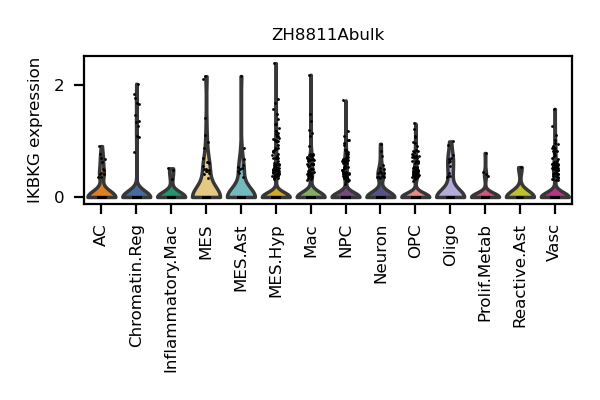 ZH8811Abulk
IKBKG expression
2
0
AC
Chromatin.Reg
Inflammatory.Mac
MES
MES.Ast
MES.Hyp
Mac
NPC
Neuron
OPC
Oligo
Prolif.Metab
Reactive.Ast
Vasc